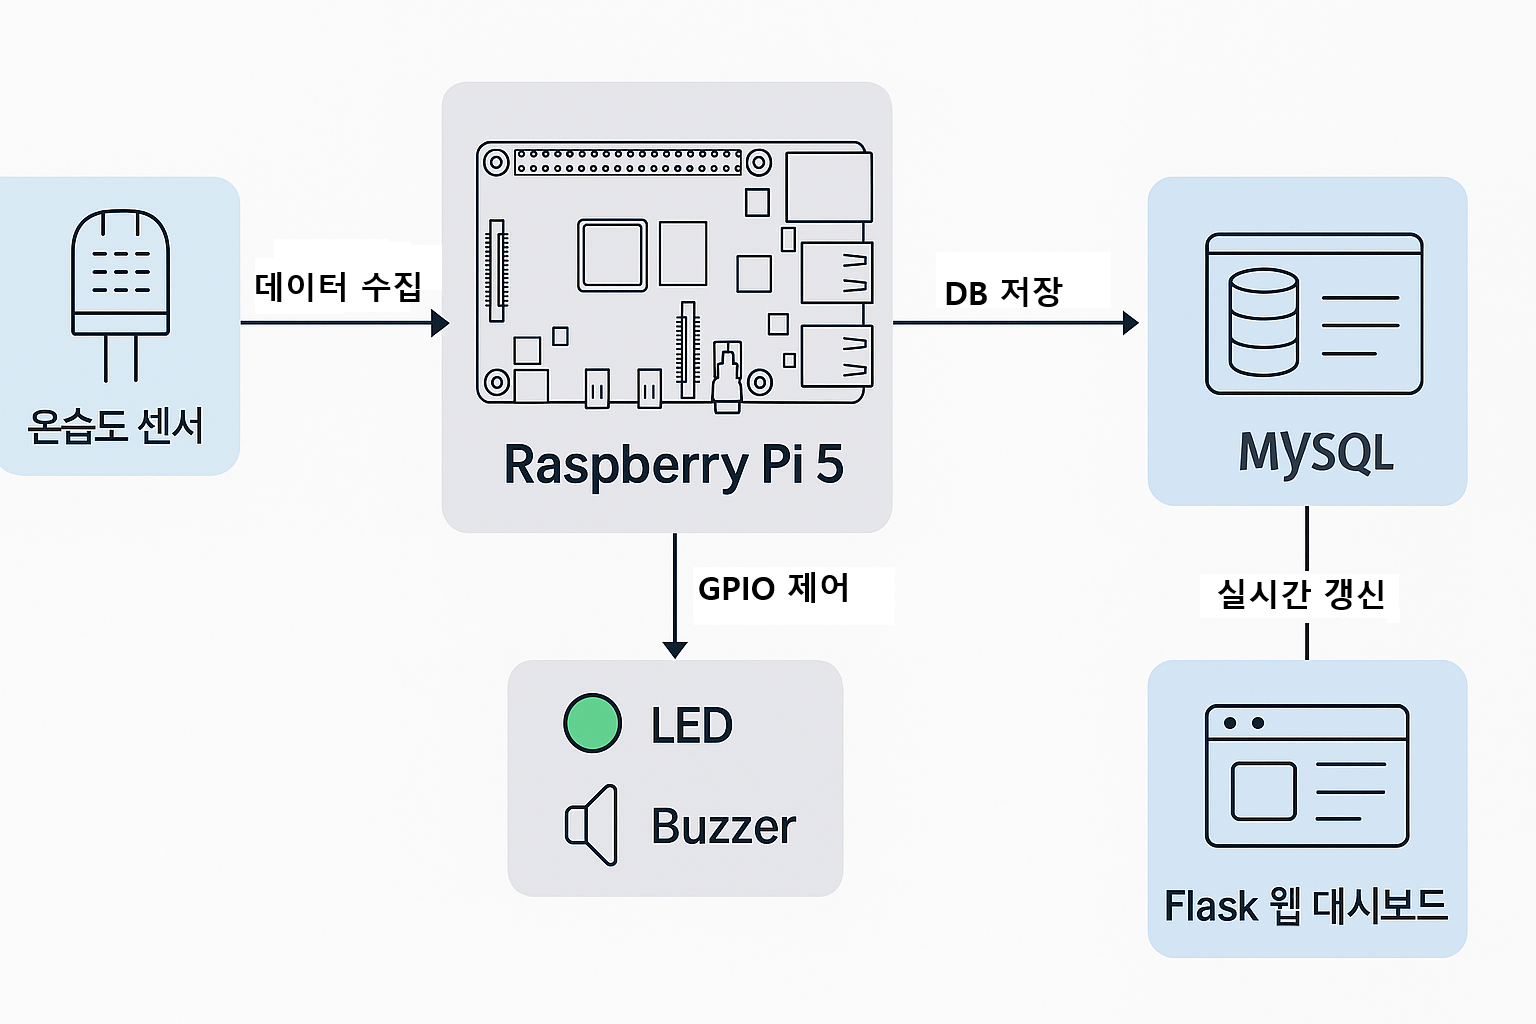 데이터 수집
DB 저장
온습도 센서
Raspberry Pi 5
MySQL
GPIO 제어
실시간 갱신
LED
Buzzer
Flask 웹 대시보드